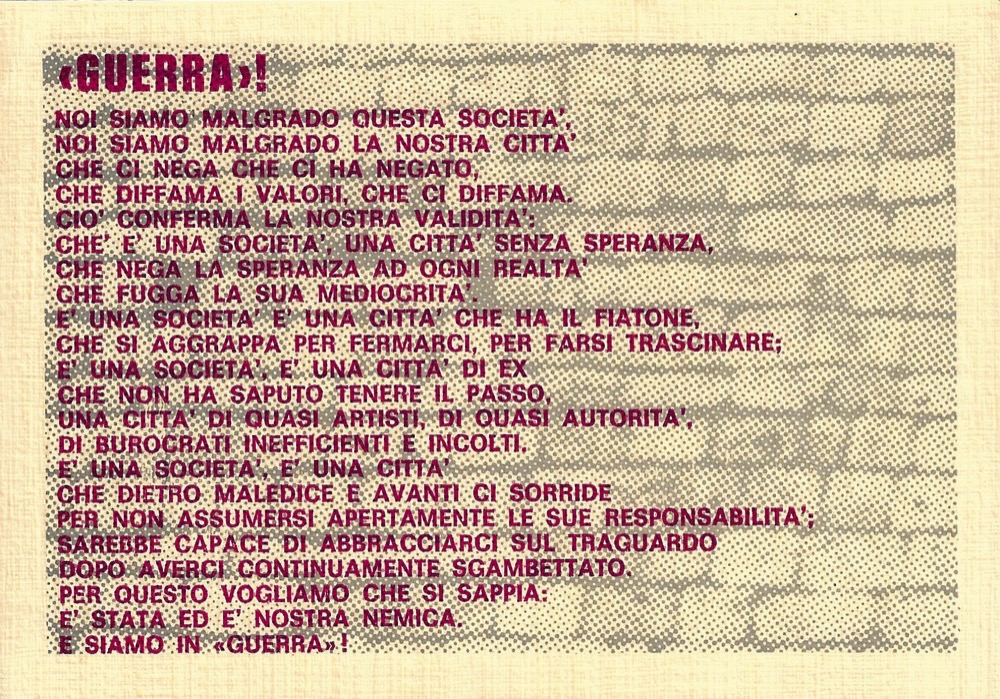 «GUERRA»!
NOI SIAMO MALGRADO QUESTA SOCIETA',
NOI SIAMO MALGRADO LA NOSTRA CITTA'
CHE CI NEGA CHE CI HA NEGATO,
CHE DIFFAMA I VALORI, CHE CI DIFFAMA.
CIO' CONFERMA LA NOSTRA VALIDITA':
CHE' E' UNA SOCIETA', UNA CITTA' SENZA SPERANZA,
CHE NEGA LA SPERANZA AD OGNI REALTA'
CHE FUGGA LA SUA MEDIOCRITA'.
E' UNA SOCIETA' E' UNA CITTA' CHE HA IL FIATONE,
CHE SI AGGRAPPA PER FERMARCI, PER FARSI TRASCINARE;
E' UNA SOCIETA', E' UNA CITTA' DI EX
CHE NON HA SAPUTO TENERE IL PASSO,
UNA CITTA' DI QUASI ARTISTI, DI QUASI AUTORITA',
DI BUROCRATI INEFFICIENTI E INCOLTI.
E' UNA SOCIETA', E' UNA CITTA'
CHE DIETRO MALEDICE E AVANTI CI SORRIDE
PER NON ASSUMERSI APERTAMENTE LE SUE RESPONSABILITA';
SAREBBE CAPACE DI ABBRACCIARCI SUL TRAGUARDO
DOPO AVERCI CONTINUAMENTE SGAMBETTATO.
PER QUESTO VOGLIAMO CHE SI SAPPIA:
E' STATA ED E' NOSTRA NEMICA.
E SIAMO IN «GUERRA»!